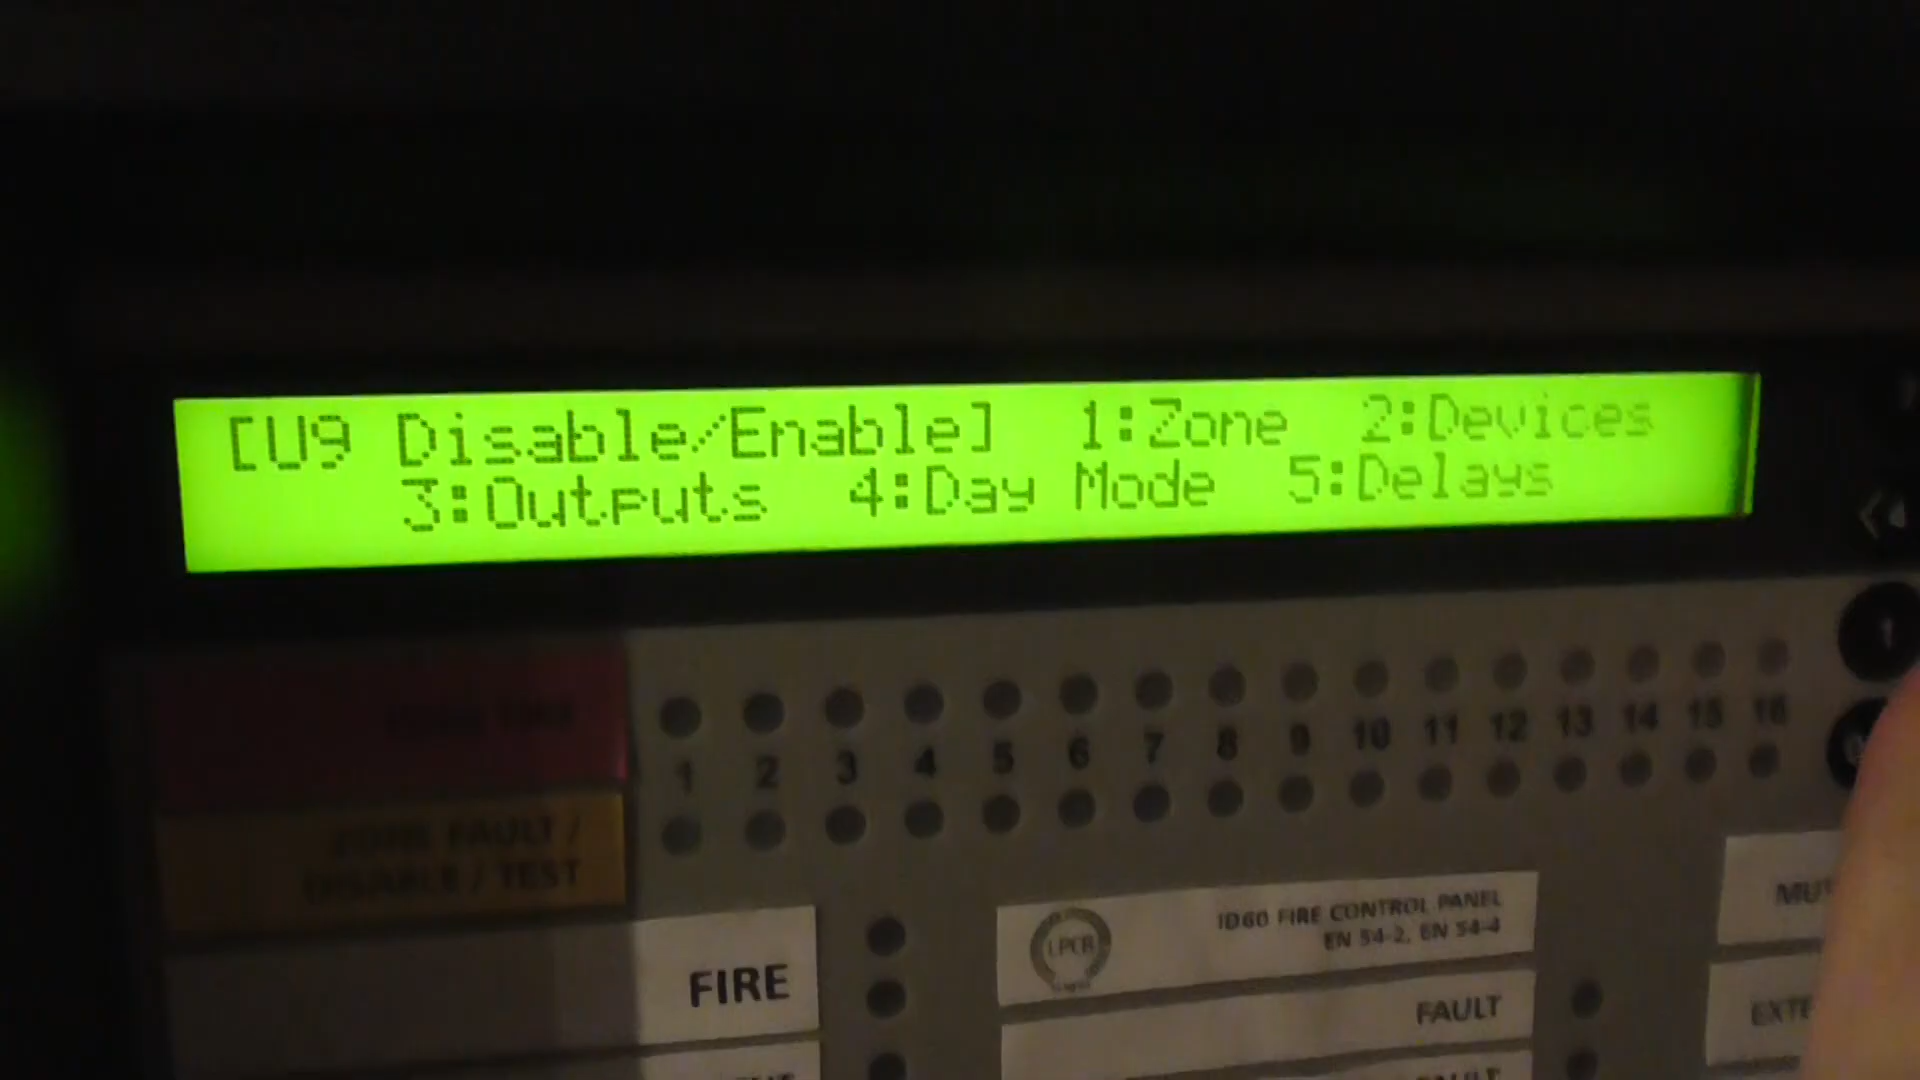 [U9 Disable/Enable] 1:Zone 2:Devices
3:Outputs 4:Day Mode 5:Delays
1 2 3 4 5 6 7 8 9 10 11 12 13 14 15 16
1
ZONE FAULT /
DISABLE / TEST
FIRE
LPCB
ID60 FIRE CONTROL PANEL
EN 54-2, EN 54-4
FAULT
FAULT